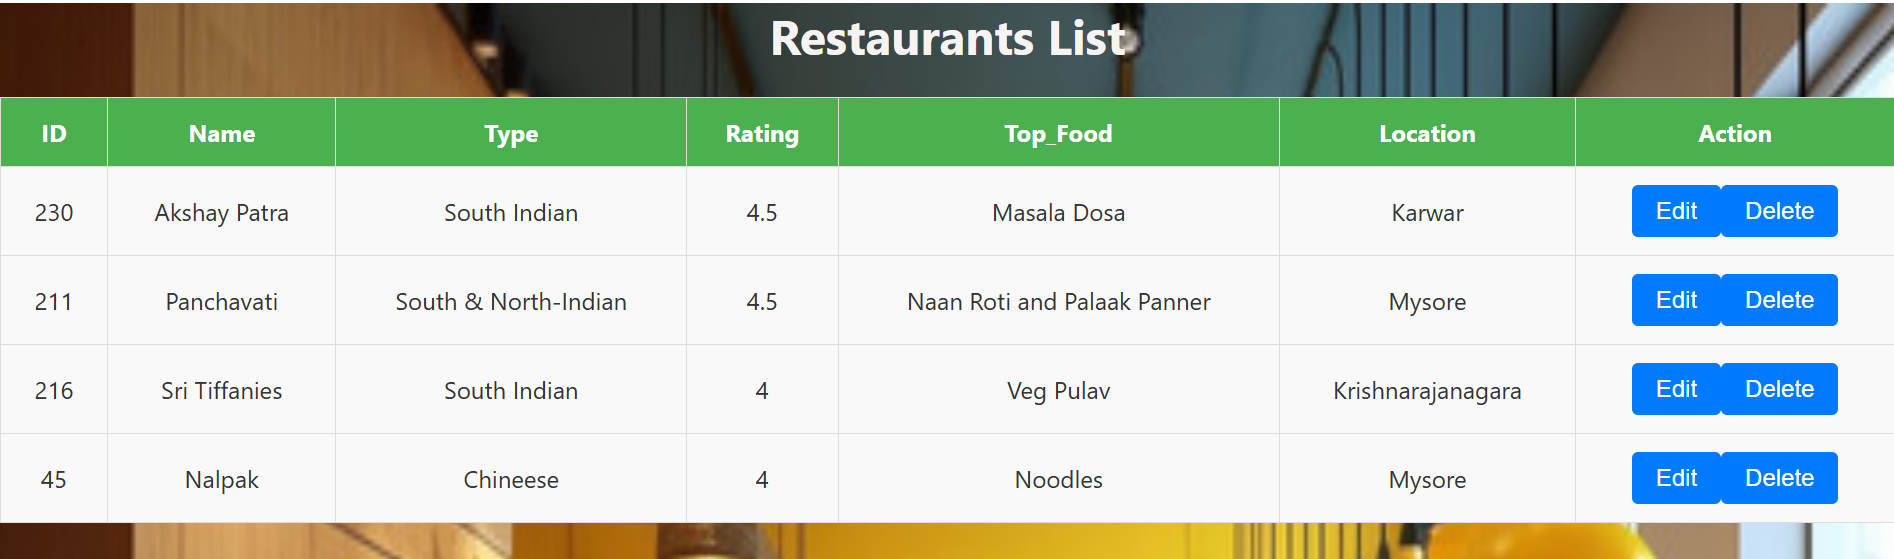 Restaurants List
ID Name Type Rating Top_Food Location Action
230 Akshay Patra South Indian 4.5 Masala Dosa Karwar Edit Delete
211 Panchavati South & North-Indian 4.5 Naan Roti and Palaak Panner Mysore Edit Delete
216 Sri Tiffanies South Indian 4 Veg Pulav Krishnarajanagara Edit Delete
45 Nalpak Chineese 4 Noodles Mysore Edit Delete